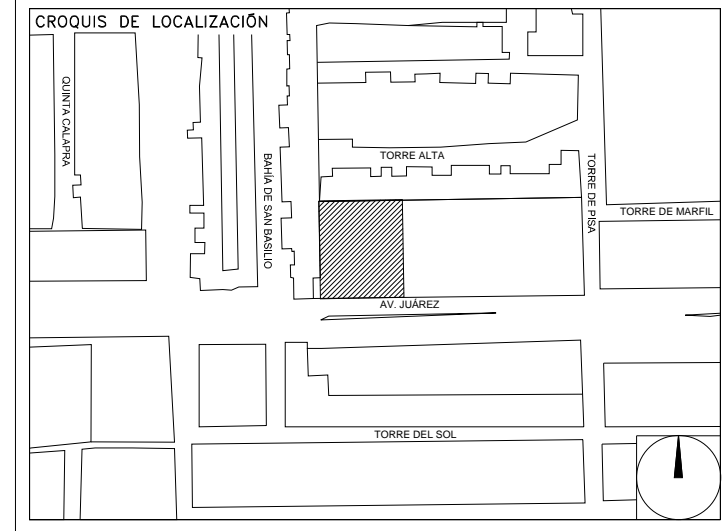 CROQUIS DE LOCALIZACIÓN
QUINTA CALAPRA
BAHÍA DE SAN BASILIO
TORRE ALTA
TORRE DE PISA
TORRE DE MARFIL
AV. JUÁREZ
TORRE DEL SOL